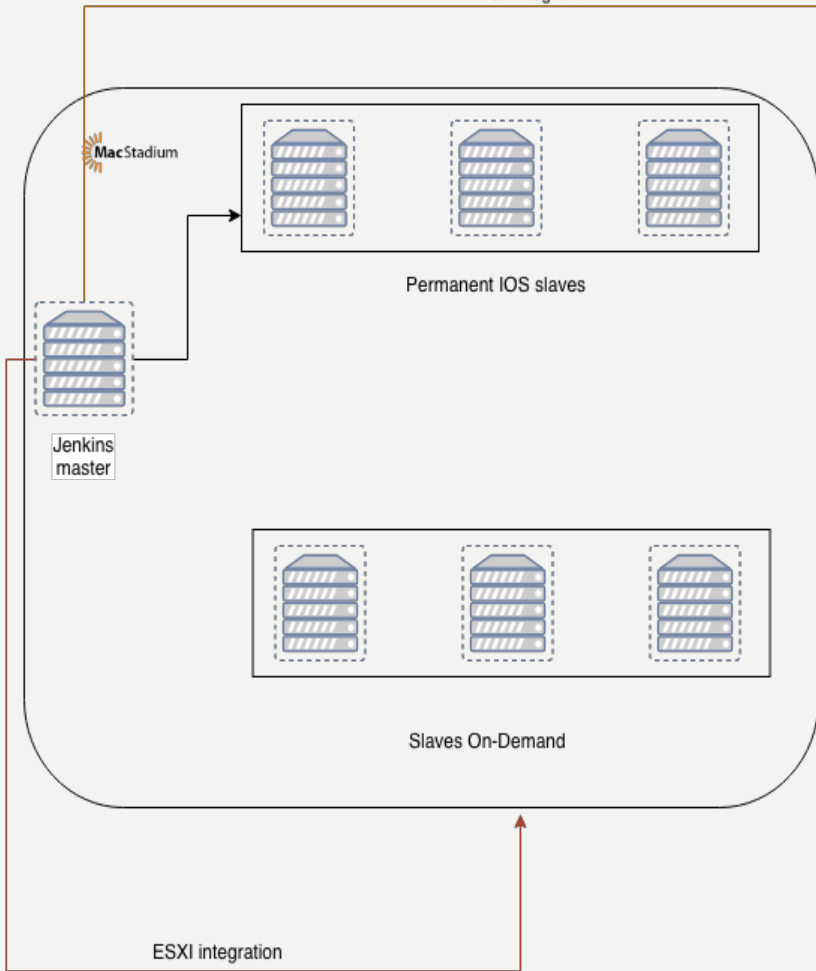 MacStadium
Permanent IOS slaves
Jenkins
master
Slaves On-Demand
ESXI integration